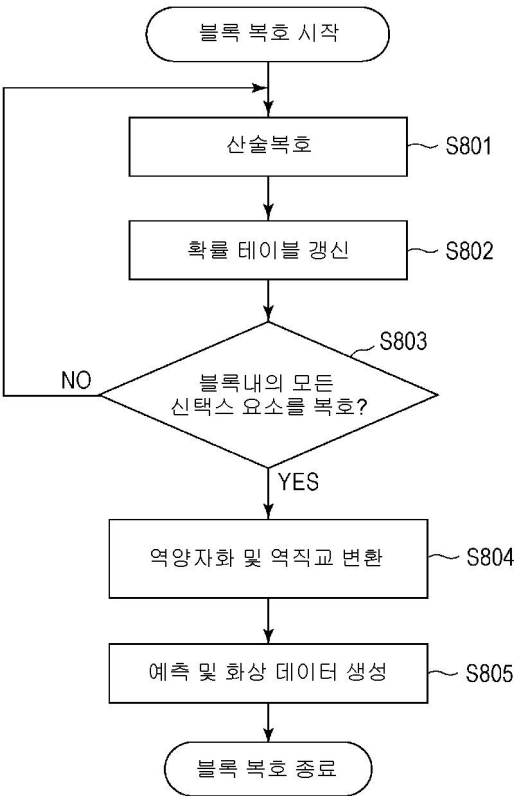 블록 복호 시작
산술복호
S801
확률 테이블 갱신
S802
S803
블록내의 모든
신택스 요소를 복호?
NO
YES
역양자화 및 역직교 변환
S804
예측 및 화상 데이터 생성
S805
블록 복호 종료